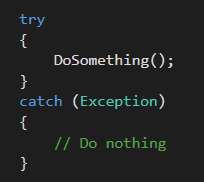 try
{
    DoSomething();
}
catch (Exception)
{
    // Do nothing
}